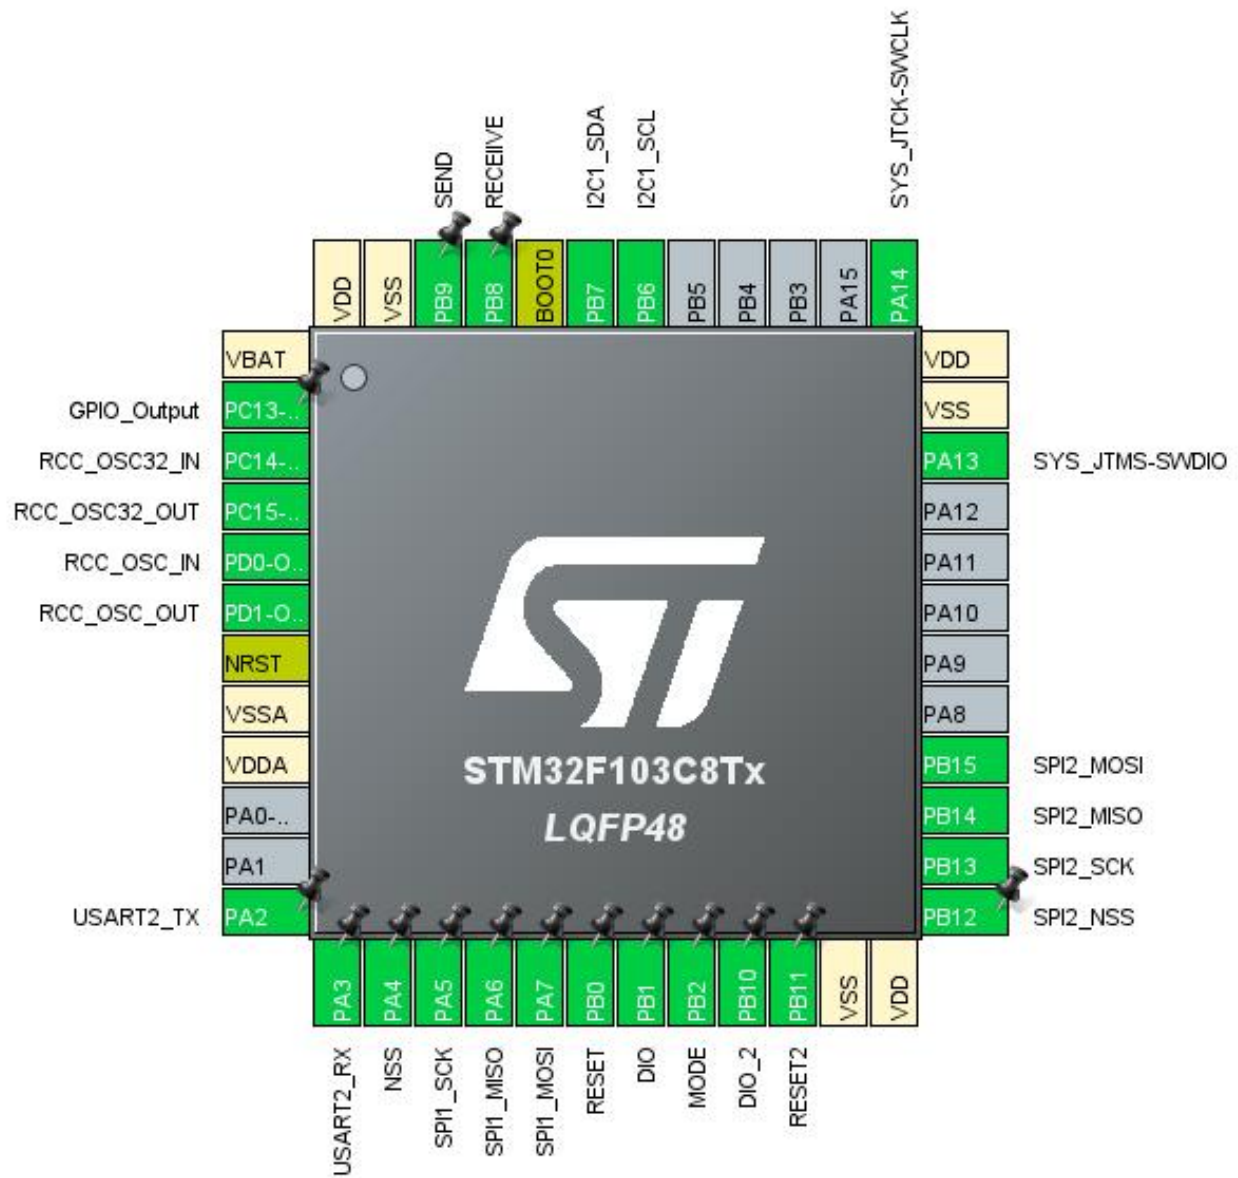 SEND
RECEIIVE
I2C1_SDA
I2C1_SCL
SYS_JTCK-SWCLK
VDD
VSS
PB9
PB8
BOOT0
PB7
PB6
PB5
PB4
PB3
PA15
PA14
VBAT
GPIO_Output PC13-..
RCC_OSC32_IN PC14-..
RCC_OSC32_OUT PC15-..
RCC_OSC_IN PD0-O..
RCC_OSC_OUT PD1-O..
NRST
VSSA
VDDA
PA0-..
PA1
USART2_TX PA2
VDD
VSS
PA13 SYS_JTMS-SWDIO
PA12
PA11
PA10
PA9
PA8
PB15 SPI2_MOSI
PB14 SPI2_MISO
PB13 SPI2_SCK
PB12 SPI2_NSS
ST
STM32F103C8Tx
LQFP48
PA3
PA4
PA5
PA6
PA7
PB0
PB1
PB2
PB10
PB11
VSS
VDD
USART2_RX
NSS
SPI1_SCK
SPI1_MISO
SPI1_MOSI
RESET
DIO
MODE
DIO_2
RESET2